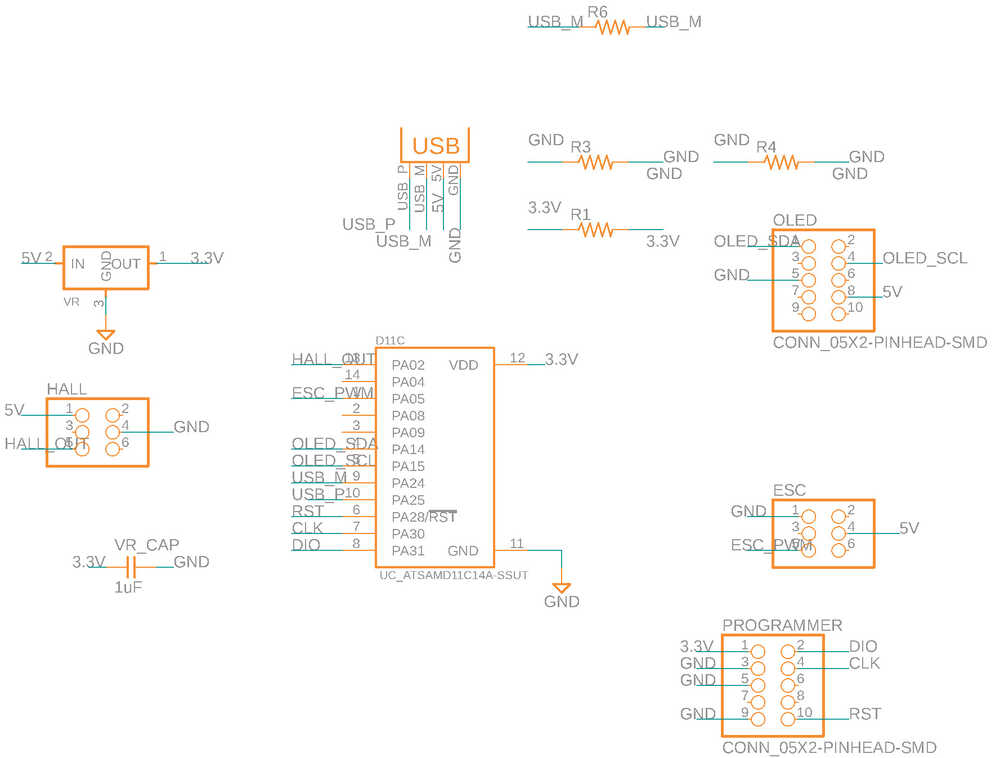 R6
USB_M USB_M
USB
USB_P USB_M 5V GND
USB_P
USB_M
5V
GND
GND R3 GND
GND
GND R4 GND
GND
3.3V R1 3.3V
5V 2 IN GND OUT 1 3.3V
VR 3
GND
OLED
OLED_SDA 2
3 4 OLED_SCL
GND 5 6
7 8 5V
9 10
CONN_05X2-PINHEAD-SMD
D11C
HALL_OUT 13 PA02 VDD 12 3.3V
14 PA04
ESC_PWM PA05
2 PA08
3 PA09
OLED_SDA 4 PA14
OLED_SCL 5 PA15
USB_M 9 PA24
USB_P 10 PA25
RST 6 PA28/RST
CLK 7 PA30
DIO 8 PA31 GND 11
UC_ATSAMD11C14A-SSUT
GND
HALL
5V 1 2
3 4 GND
HALL_OUT 5 6
VR_CAP
3.3V GND
1uF
ESC
GND 1 2
3 4 5V
ESC_PWM 5 6
PROGRAMMER
3.3V 1 2 DIO
GND 3 4 CLK
GND 5 6
7 8
GND 9 10 RST
CONN_05X2-PINHEAD-SMD